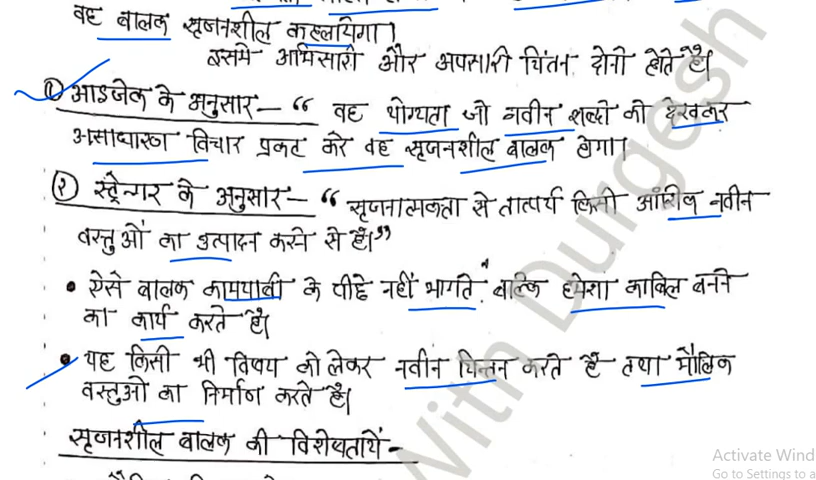 वह बालक सृजनशील कहलायेगा।
इसमे अभिसारी और अपसारी चिंतन दोनो होते है।
① आइजेक के अनुसार — " वह योग्यता जो नवीन शब्दो को देखकर
असाधारण विचार प्रकट करे वह सृजनशील बालक होगा।
② स्ट्रेन्गर के अनुसार — " सृजनात्मकता से तात्पर्य किसी आंशिक नवीन
वस्तुओं का उत्पादन करने से है।"
• ऐसे बालक कामयाबी के पीछे नहीं भागते बल्कि हमेशा काबिल बनने
का कार्य करते है।
• यह किसी भी विषय को लेकर नवीन चिन्तन करते है तथा मौलिक
वस्तुओ का निर्माण करते है।
सृजनशील बालक की विशेषतायें —
With Durgesh
Activate Wind
Go to Settings to a